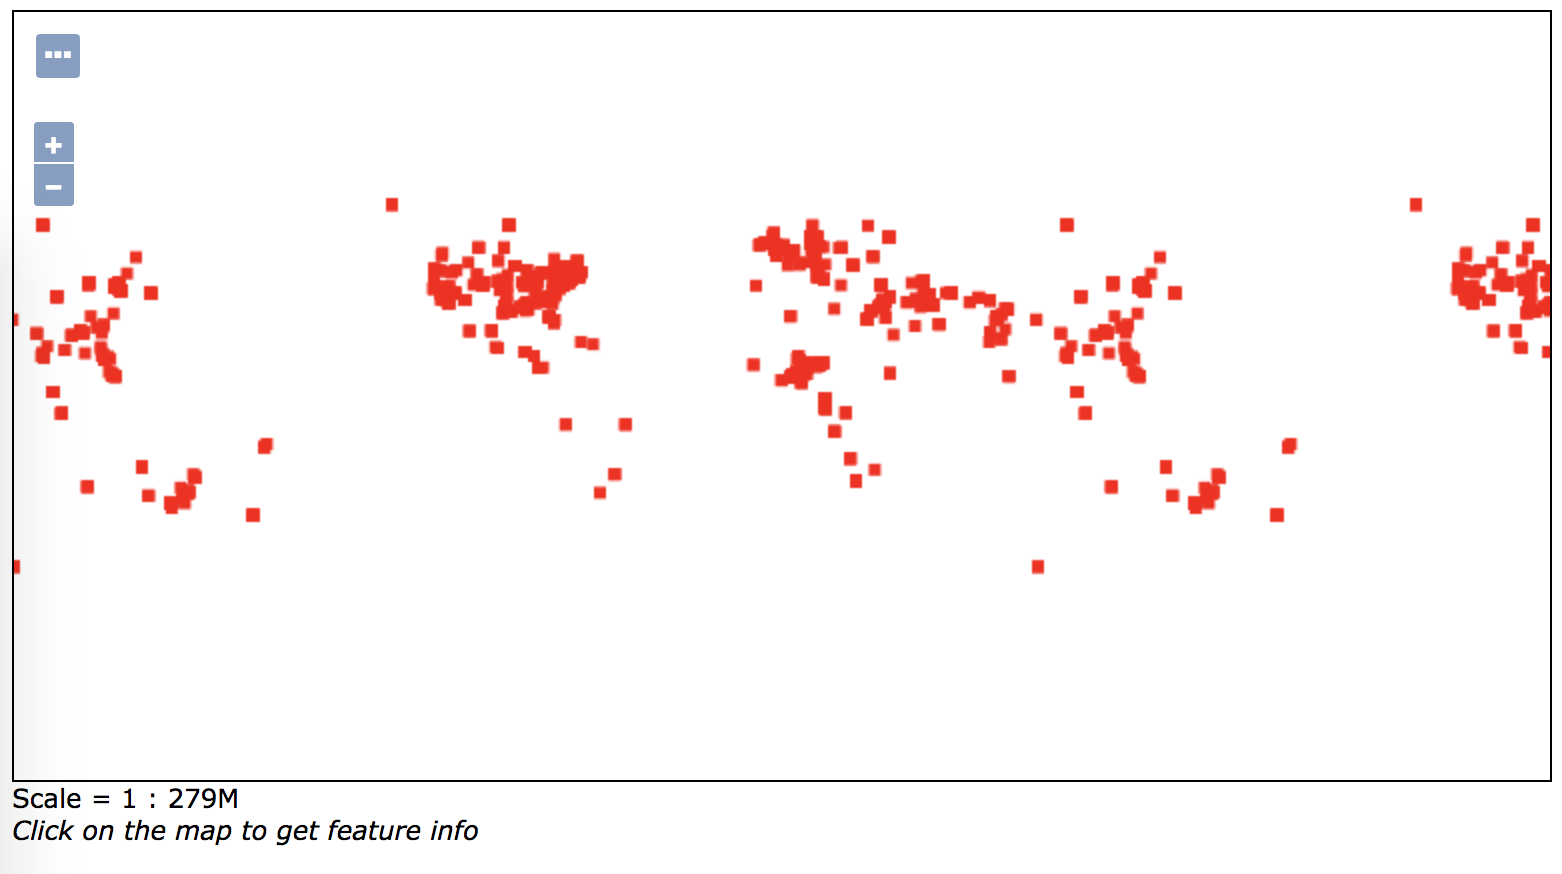 +
−
Scale = 1 : 279M
Click on the map to get feature info